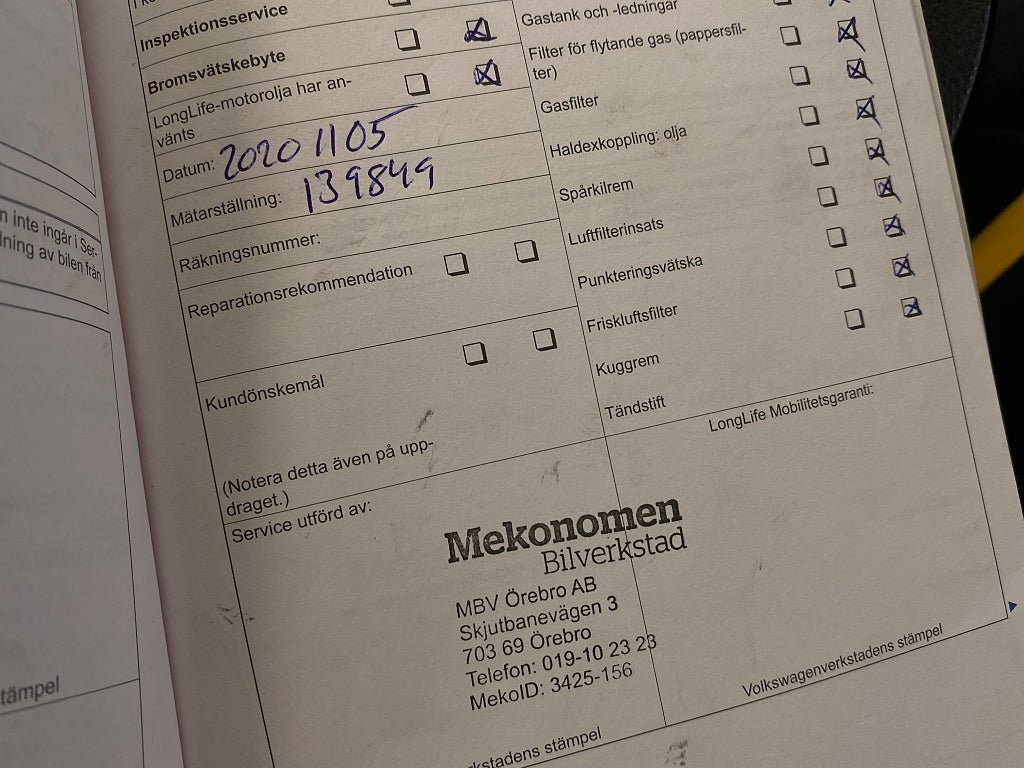 Inspektionsservice
Bromsvätskebyte
LongLife-motorolja har an-
vänts
Datum: 20201105
Mätarställning: 139849
Räkningsnummer:
Reparationsrekommendation
Kundönskemål
(Notera detta även på upp-
draget.)
Service utförd av:
Gastank och -ledningar
Filter för flytande gas (pappersfil-
ter)
Gasfilter
Haldexkoppling: olja
Spårkilrem
Luftfilterinsats
Punkteringsvätska
Friskluftsfilter
Kuggrem
Tändstift
LongLife Mobilitetsgaranti:
Mekonomen
Bilverkstad
MBV Örebro AB
Skjutbanevägen 3
703 69 Örebro
Telefon: 019-10 23 23
MekoID: 3425-156
Volkswagenverkstadens stämpel
kstadens stämpel
n inte ingår i Ser-
ning av bilen från
tämpel